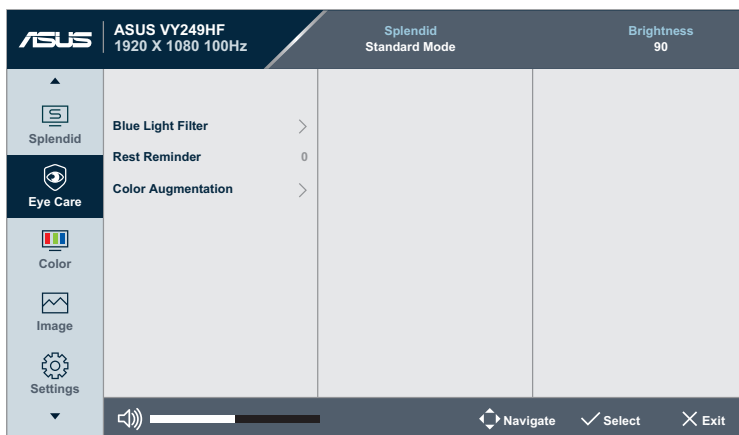 ASUS
ASUS VY249HF
1920 X 1080 100Hz
Splendid
Standard Mode
Brightness
90
Splendid
Eye Care
Color
Image
Settings
Blue Light Filter
Rest Reminder 0
Color Augmentation
Navigate
Select
Exit